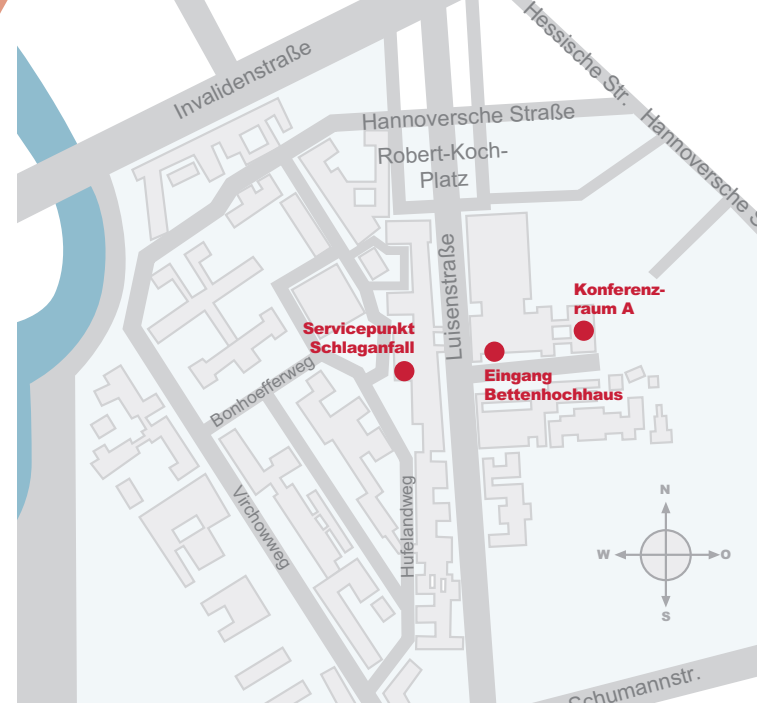 Hessische Str.
Invalidenstraße
Hannoversche Straße
Hannoversche S
Robert-Koch-
Platz
Luisenstraße
Konferenz-
raum A
Servicepunkt
Schlaganfall
Eingang
Bettenhochhaus
Bonhoefferweg
Virchowweg
Hufelandweg
N
W
O
S
Schumannstr.